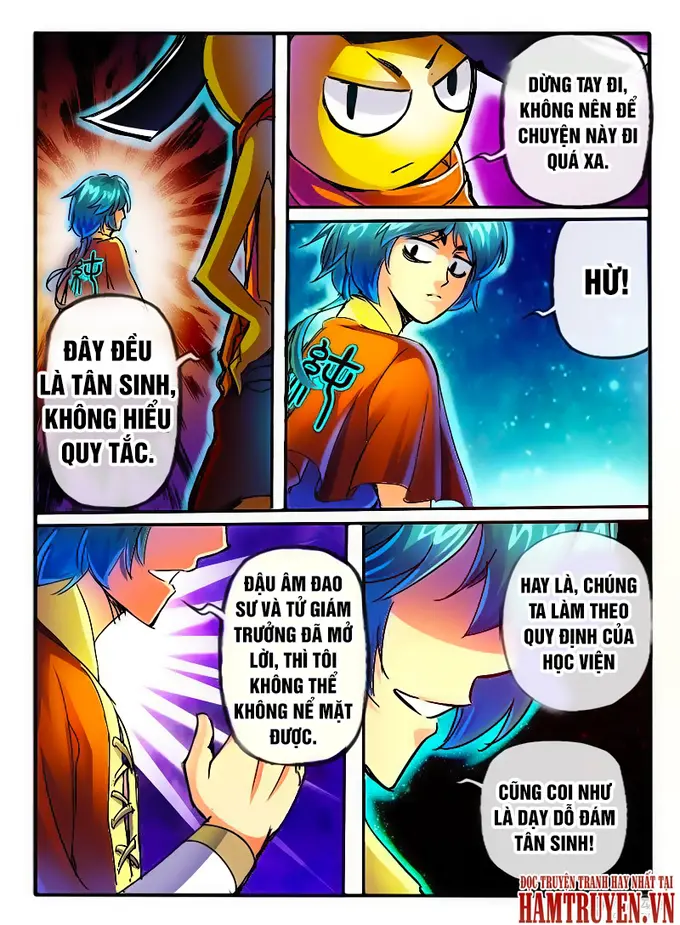 DỪNG TAY ĐI,
KHÔNG NÊN ĐỂ
CHUYỆN NÀY ĐI
QUÁ XA.
ĐÂY ĐỀU
LÀ TÂN SINH,
KHÔNG HIỂU
QUY TẮC.
HỪ!
ĐẬU ÂM ĐAO
SƯ VÀ TỬ GIÁM
TRƯỞNG ĐÃ MỞ
LỜI, THÌ TÔI
KHÔNG THỂ
KHÔNG NỂ MẶT
ĐƯỢC.
HAY LÀ, CHÚNG
TA LÀM THEO
QUY ĐỊNH CỦA
HỌC VIỆN
CŨNG COI NHƯ
LÀ DẠY DỖ ĐÁM
TÂN SINH!
ĐỌC TRUYỆN TRANH HAY NHẤT TẠI
HAMTRUYEN.VN